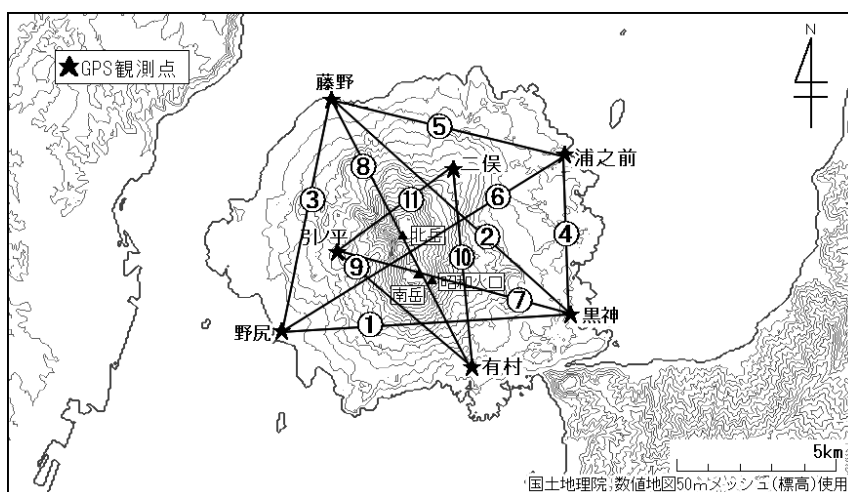 N
★GPS観測点
藤野
⑤
浦之前
二俣
⑧
③
⑪
⑥
北岳
②
④
引ノ平
⑩
⑨
昭和火口
南岳
⑦
野尻
①
黒神
有村
5km
国土地理院 数値地図50mメッシュ(標高)使用